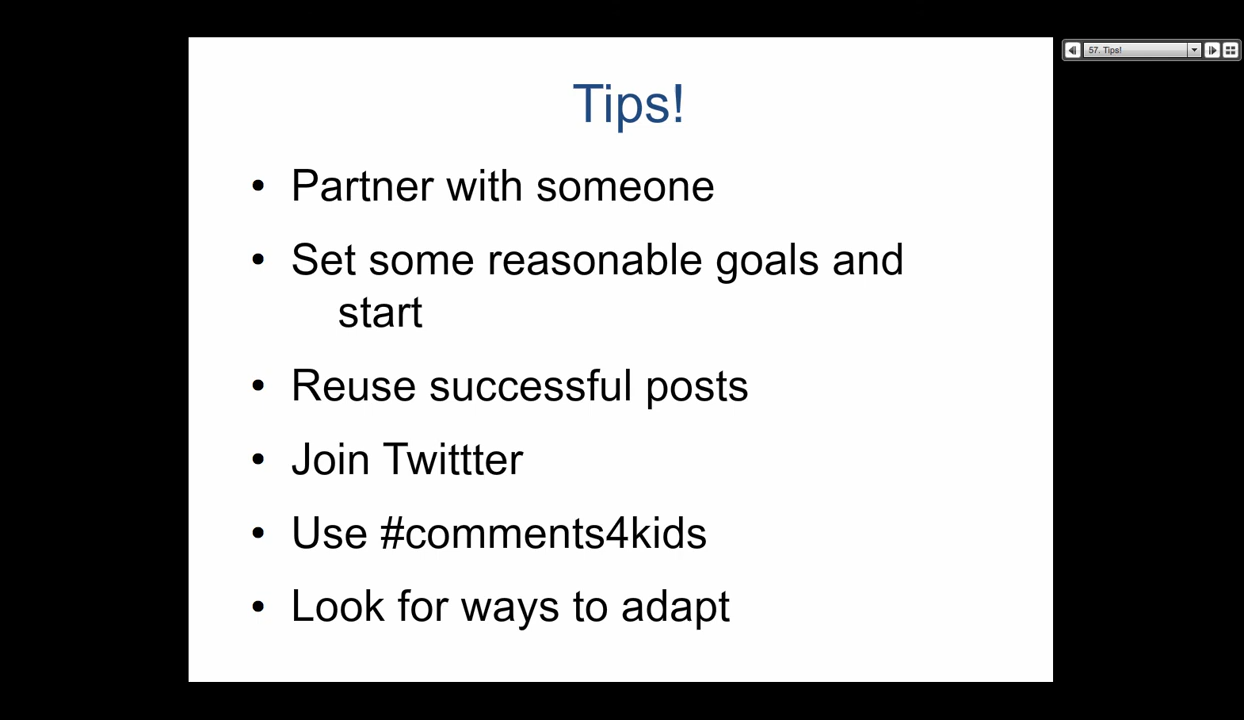 57. Tips!
Tips!
• Partner with someone
• Set some reasonable goals and
start
• Reuse successful posts
• Join Twittter
• Use #comments4kids
• Look for ways to adapt